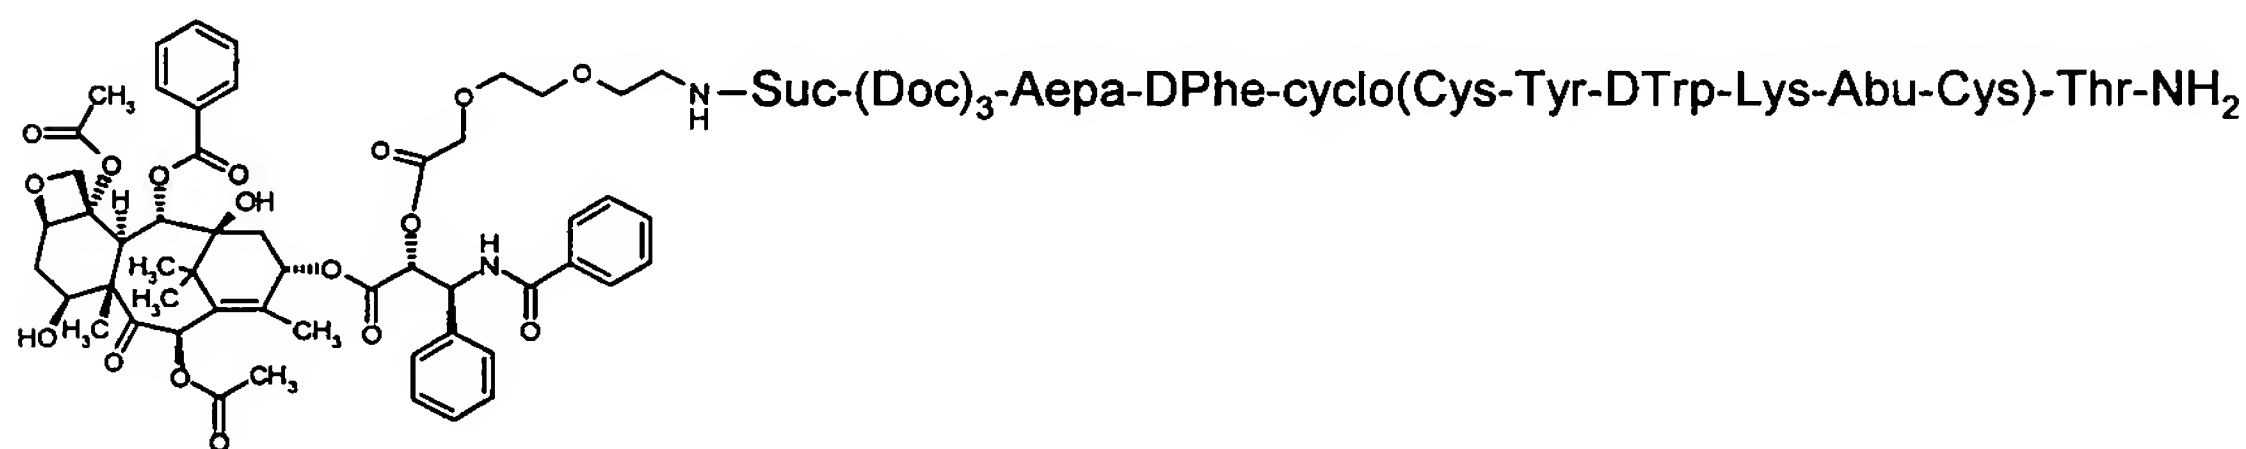 O
O
N
H
Suc-(Doc)3-Aepa-DPhe-cyclo(Cys-Tyr-DTrp-Lys-Abu-Cys)-Thr-NH2
CH3
O
O
O
O
O
O
H
OH
O
O
H
N
H3C
H3C
O
O
O
HO
H3C
O
CH3
O
CH3
O